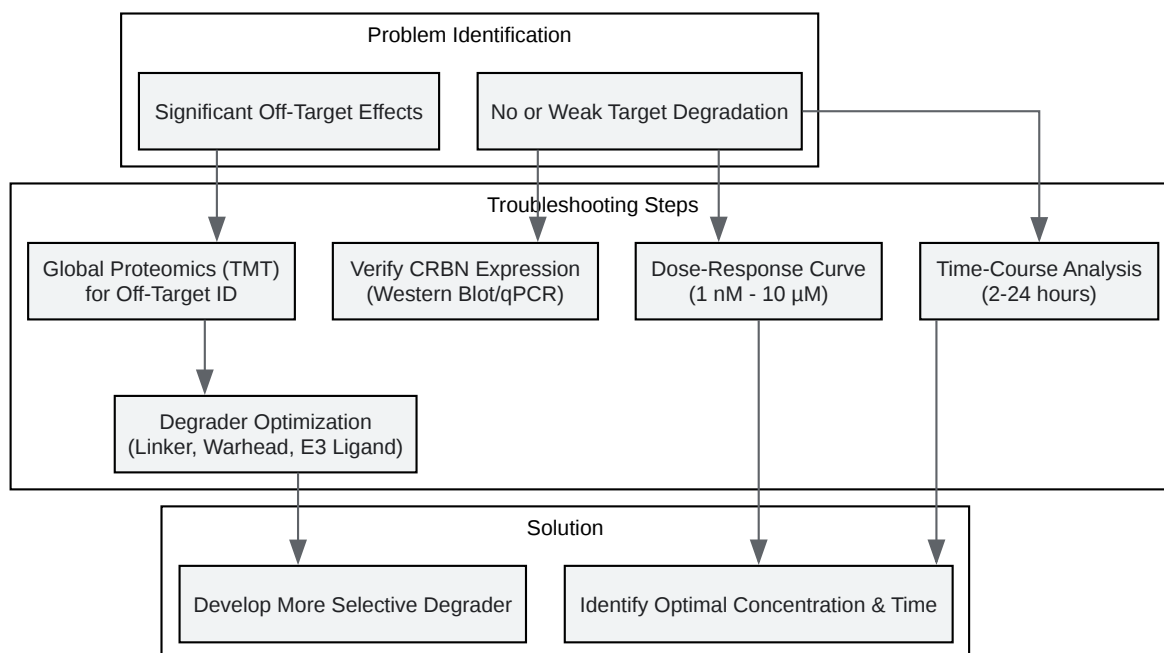 Problem Identification
Significant Off-Target Effects
No or Weak Target Degradation
Troubleshooting Steps
Global Proteomics (TMT)
for Off-Target ID
Verify CRBN Expression
(Western Blot/qPCR)
Dose-Response Curve
(1 nM - 10 µM)
Time-Course Analysis
(2-24 hours)
Degrader Optimization
(Linker, Warhead, E3 Ligand)
Solution
Develop More Selective Degrader
Identify Optimal Concentration & Time